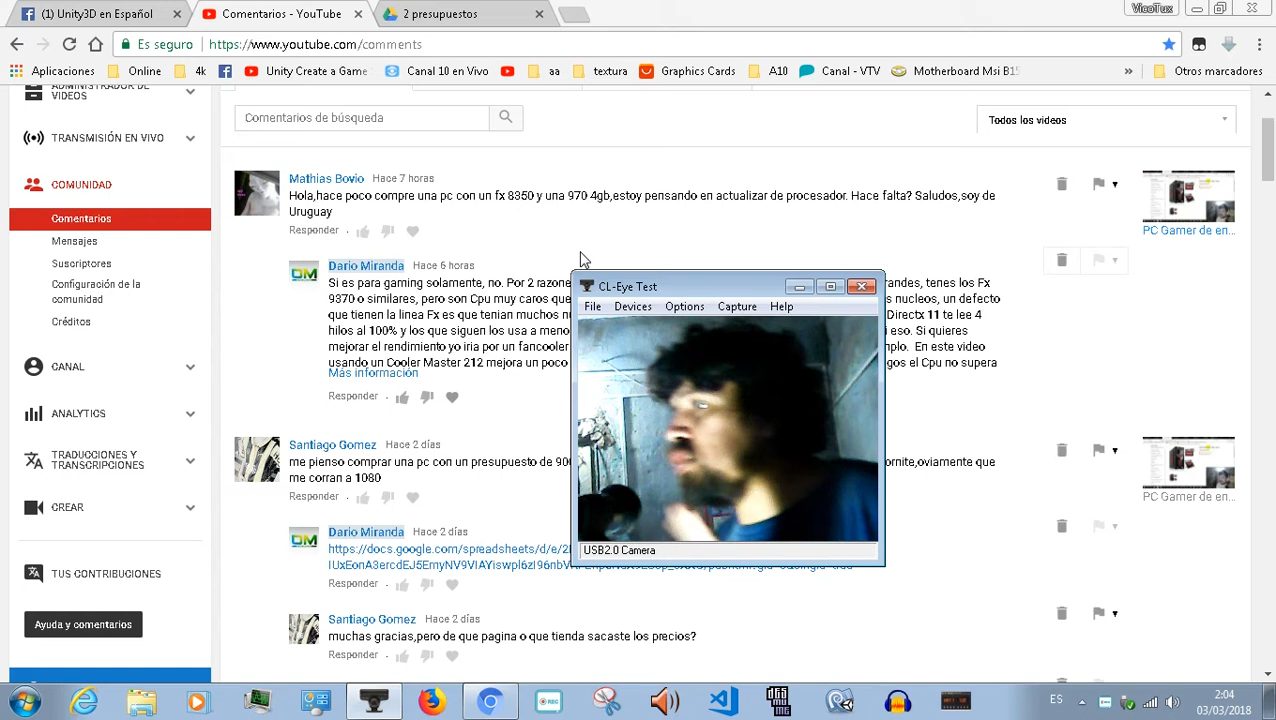 (1) Unity3D en Español
Comentarios - YouTube
2 presupuestos
VicoTux
Es seguro
https://www.youtube.com/comments
Aplicaciones
Online
4k
Unity Create a Game
Canal 10 en Vivo
aa
textura
Graphics Cards
A10
Canal - VTV
Motherboard Msi B15
»
Otros marcadores
ADMINISTRADOR DE
VIDEOS
TRANSMISIÓN EN VIVO
COMUNIDAD
Comentarios
Mensajes
Suscriptores
Configuración de la
comunidad
Créditos
CANAL
ANALYTICS
TRADUCCIONES Y
TRANSCRIPCIONES
CREAR
TUS CONTRIBUCIONES
Ayuda y comentarios
Comentarios de búsqueda
Todos los videos
Mathias Bovio Hace 7 horas
Hola,hace poco compre una pc con un fx 8350 y una 970 4gb,estoy pensando en actualizar de procesador. Hace falta? Saludos,soy de
Uruguay
Responder
PC Gamer de en...
Dario Miranda Hace 6 horas
Si es para gaming solamente, no. Por 2 razone
randes, tenes los Fx
9370 o similares, pero son Cpu muy caros que
s nucleos, un defecto
que tienen la linea Fx es que tenian muchos n
Directx 11 te lee 4
hilos al 100% y los que siguen los usa a meno
i eso. Si quieres
mejorar el rendimiento yo iria por un fancooler
mplo. En este video
usando un Cooler Master 212 mejora un poco
gos el Cpu no supera
Más información
Responder
CL-Eye Test
File Devices Options Capture Help
USB2.0 Camera
Santiago Gomez Hace 2 días
me pienso comprar una pc con un presupuesto de 90
ornite,oviamente que
me corran a 1080
Responder
PC Gamer de en...
Dario Miranda Hace 2 días
https://docs.google.com/spreadsheets/d/e/2
Responder
Santiago Gomez Hace 2 días
muchas gracias,pero de que pagina o que tienda sacaste los precios?
Responder
ES
2:04
03/03/2018